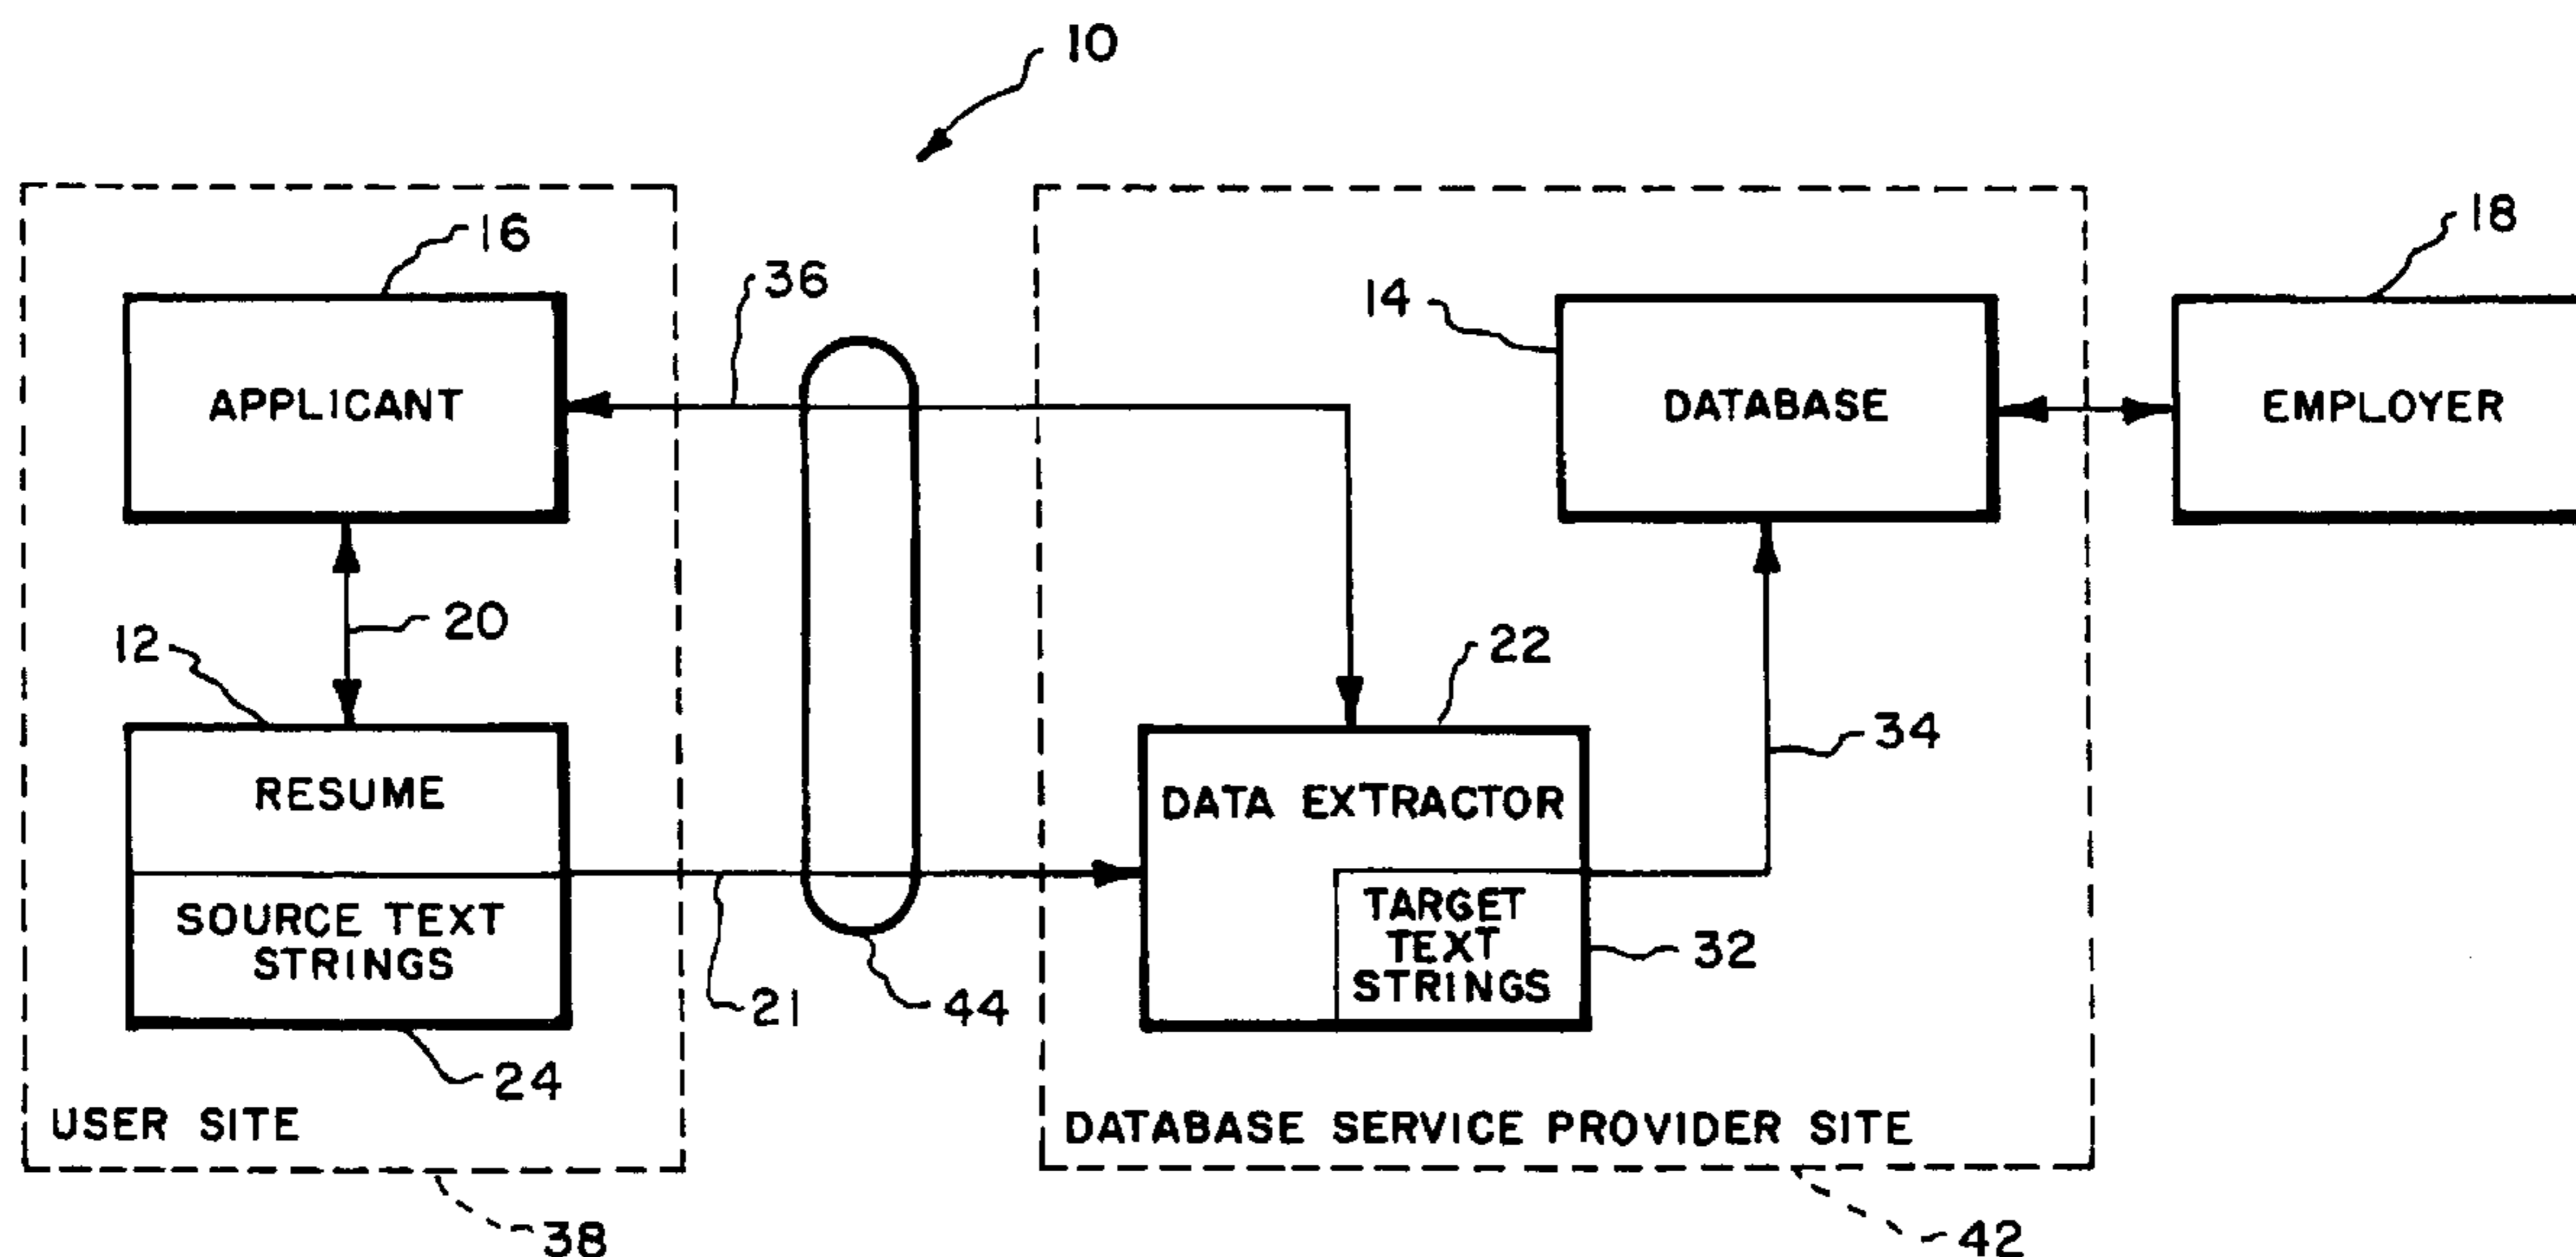 10
16
36
14
18
APPLICANT
DATABASE
EMPLOYER
20
12
22
34
RESUME
DATA EXTRACTOR
SOURCE TEXT
STRINGS
TARGET
TEXT
STRINGS
32
21
44
24
USER SITE
DATABASE SERVICE PROVIDER SITE
38
42